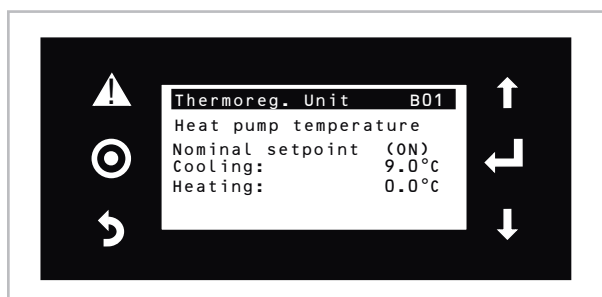 Thermoreg. Unit B01
Heat pump temperature
Nominal setpoint (ON)
Cooling: 9.0°C
Heating: 0.0°C